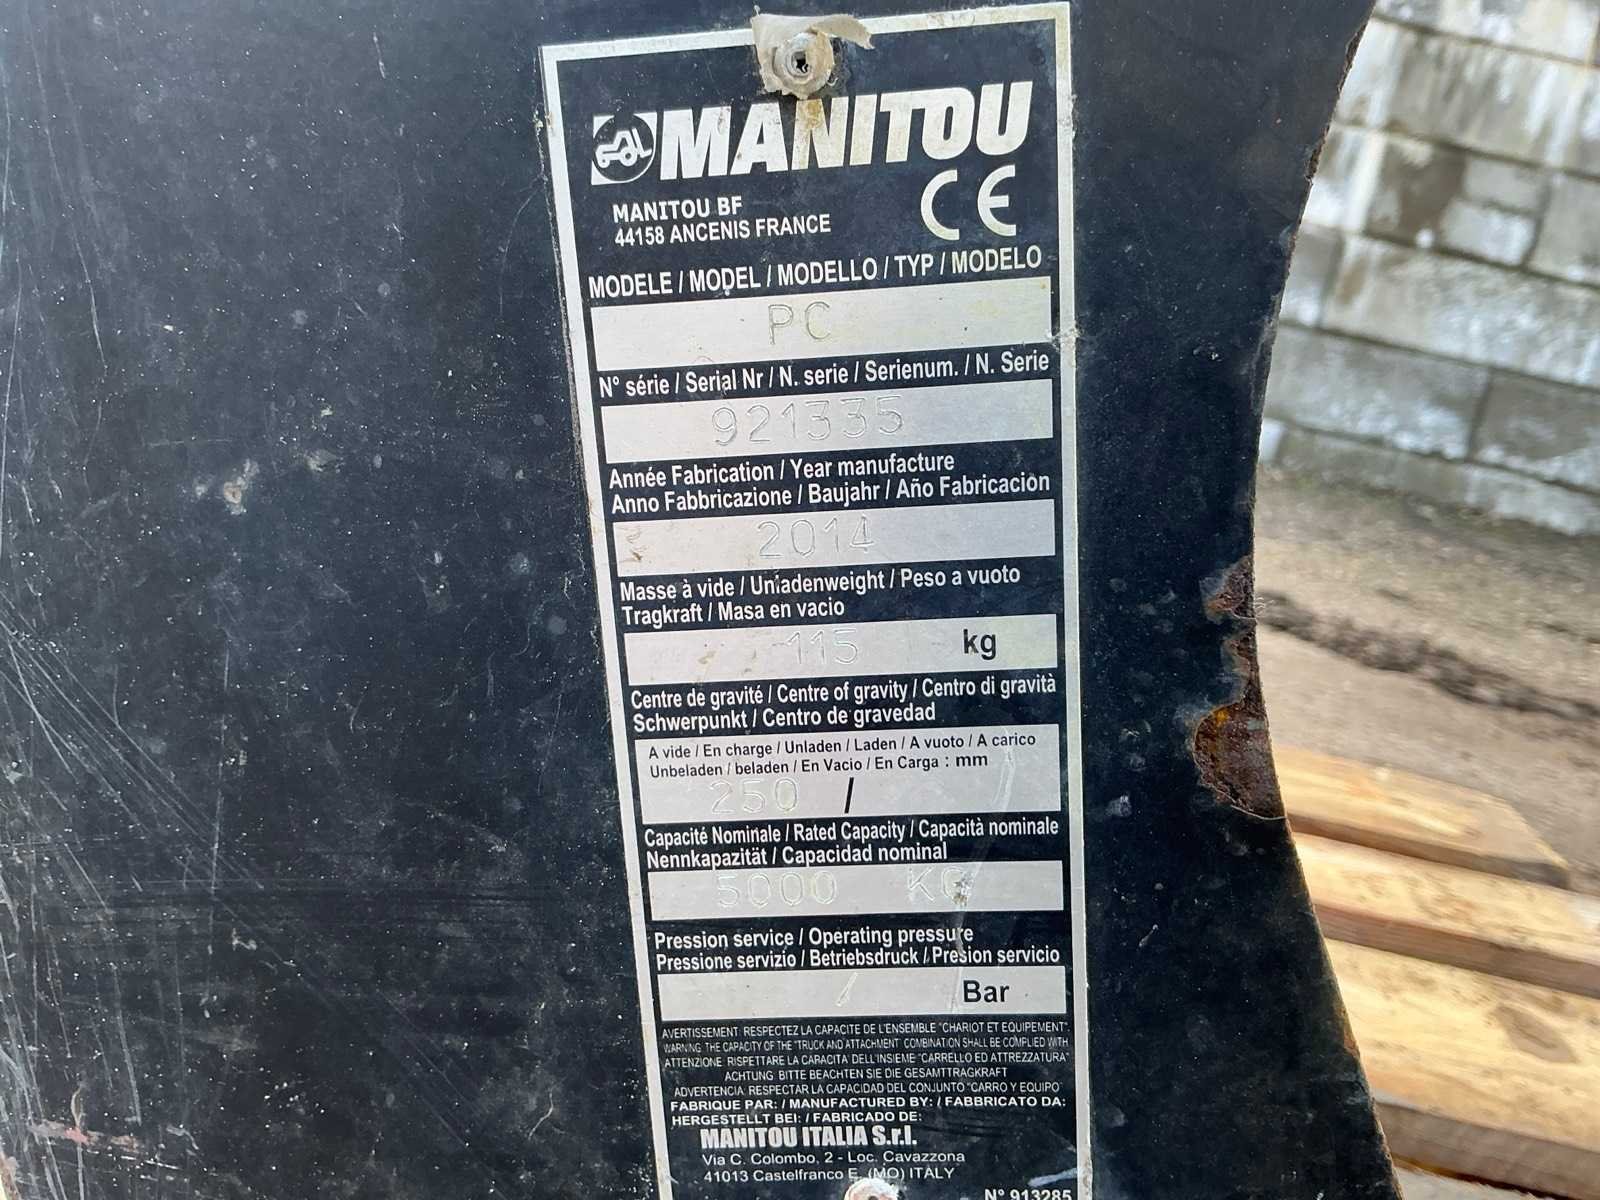 MANITOU
CE
MANITOU BF
44158 ANCENIS FRANCE
MODELE / MODEL / MODELLO / TYP / MODELO
PC
N° série / Serial Nr / N. serie / Serienum. / N. Serie
921335
Année Fabrication / Year manufacture
Anno Fabbricazione / Baujahr / Año Fabricación
2014
Masse à vide / Unladenweight / Peso a vuoto
Tragkraft / Masa en vacio
115 kg
Centre de gravité / Centre of gravity / Centro di gravità
Schwerpunkt / Centro de gravedad
A vide / En charge / Unladen / Laden / A vuoto / A carico
Unbeladen / beladen / En Vacio / En Carga : mm
250 /
Capacité Nominale / Rated Capacity / Capacità nominale
Nennkapazität / Capacidad nominal
5000 KG
Pression service / Operating pressure
Pressione servizio / Betriebsdruck / Presion servicio
/ Bar
AVERTISSEMENT: RESPECTEZ LA CAPACITE DE L'ENSEMBLE "CHARIOT ET EQUIPEMENT".
WARNING: THE CAPACITY OF THE "TRUCK AND ATTACHMENT" COMBINATION SHALL BE COMPLIED WITH
ATTENZIONE: RISPETTARE LA CAPACITA' DELL'INSIEME "CARRELLO ED ATTREZZATURA"
ACHTUNG: BITTE BEACHTEN SIE DIE GESAMTTRAGKRAFT
ADVERTENCIA: RESPECTAR LA CAPACIDAD DEL CONJUNTO "CARRO Y EQUIPO"
FABRIQUE PAR: / MANUFACTURED BY: / FABBRICATO DA:
HERGESTELLT BEI: / FABRICADO DE:
MANITOU ITALIA S.r.l.
Via C. Colombo, 2 - Loc. Cavazzona
41013 Castelfranco E. (MO) ITALY
N° 913285